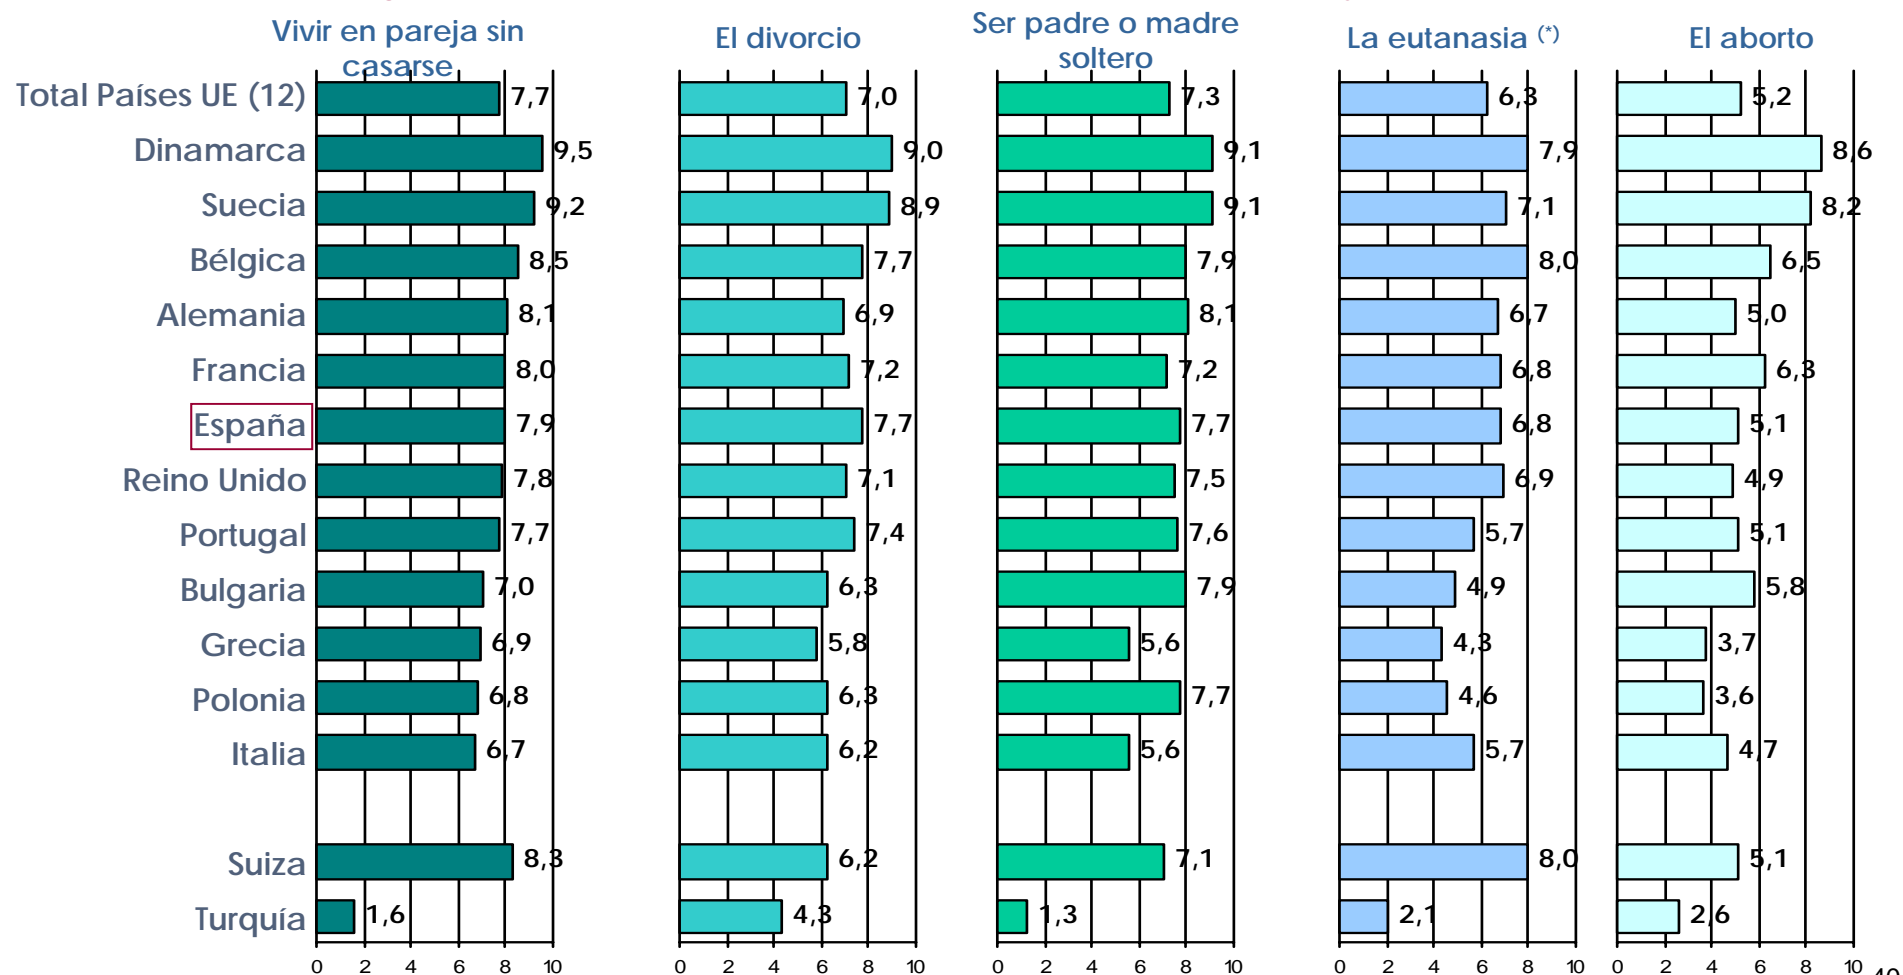 Vivir en pareja sin
casarse
El divorcio
Ser padre o madre
soltero
La eutanasia (*)
El aborto
Total Países UE (12) 7,7 7,0 7,3 6,3 5,2
Dinamarca 9,5 9,0 9,1 7,9 8,6
Suecia 9,2 8,9 9,1 7,1 8,2
Bélgica 8,5 7,7 7,9 8,0 6,5
Alemania 8,1 6,9 8,1 6,7 5,0
Francia 8,0 7,2 7,2 6,8 6,3
España 7,9 7,7 7,7 6,8 5,1
Reino Unido 7,8 7,1 7,5 6,9 4,9
Portugal 7,7 7,4 7,6 5,7 5,1
Bulgaria 7,0 6,3 7,9 4,9 5,8
Grecia 6,9 5,8 5,6 4,3 3,7
Polonia 6,8 6,3 7,7 4,6 3,6
Italia 6,7 6,2 5,6 5,7 4,7
Suiza 8,3 6,2 7,1 8,0 5,1
Turquía 1,6 4,3 1,3 2,1 2,6
0 2 4 6 8 10 0 2 4 6 8 10 0 2 4 6 8 10 0 2 4 6 8 10 0 2 4 6 8 10